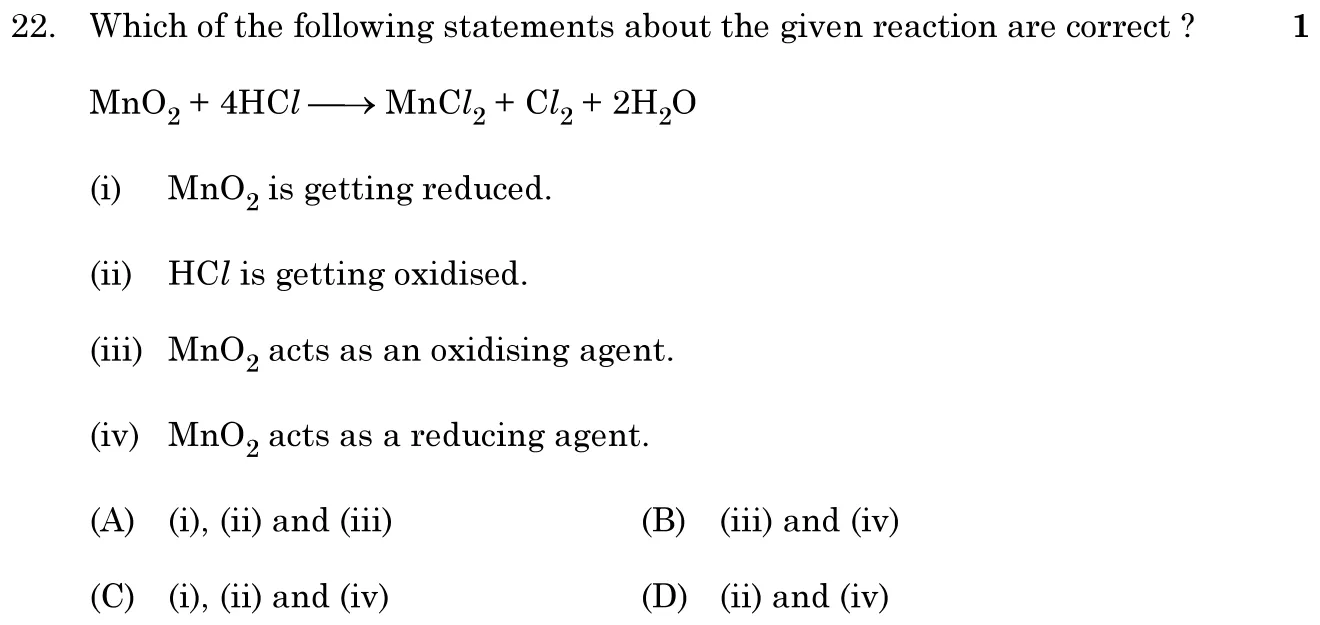 22. Which of the following statements about the given reaction are correct ? 1
MnO₂ + 4HCl ⟶ MnCl₂ + Cl₂ + 2H₂O
(i) MnO₂ is getting reduced.
(ii) HCl is getting oxidised.
(iii) MnO₂ acts as an oxidising agent.
(iv) MnO₂ acts as a reducing agent.
(A) (i), (ii) and (iii) (B) (iii) and (iv)
(C) (i), (ii) and (iv) (D) (ii) and (iv)